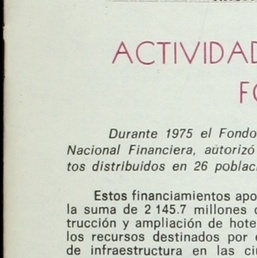 ACTIVIDAD
FO
Durante 1975 el Fondo
Nacional Financiera, autorizó
tos distribuidos en 26 poblac
Estos financiamientos apo
la suma de 2 145.7 millones d
trucción y ampliación de hote
los recursos destinados por e
de infraestructura en las ciu